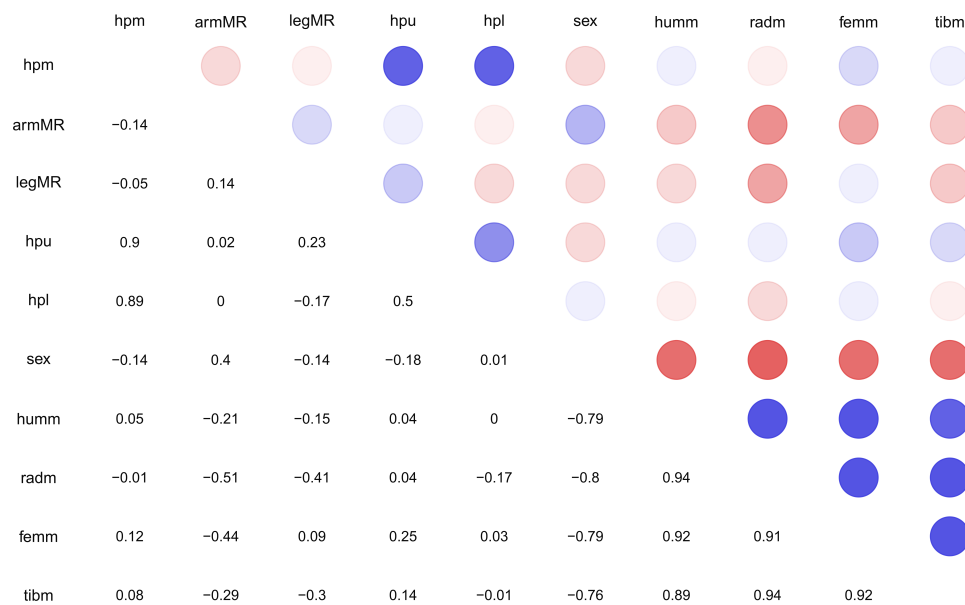 hpm armMR legMR hpu hpl sex humm radm femm tibm
hpm
armMR −0.14
legMR −0.05 0.14
hpu 0.9 0.02 0.23
hpl 0.89 0 −0.17 0.5
sex −0.14 0.4 −0.14 −0.18 0.01
humm 0.05 −0.21 −0.15 0.04 0 −0.79
radm −0.01 −0.51 −0.41 0.04 −0.17 −0.8 0.94
femm 0.12 −0.44 0.09 0.25 0.03 −0.79 0.92 0.91
tibm 0.08 −0.29 −0.3 0.14 −0.01 −0.76 0.89 0.94 0.92